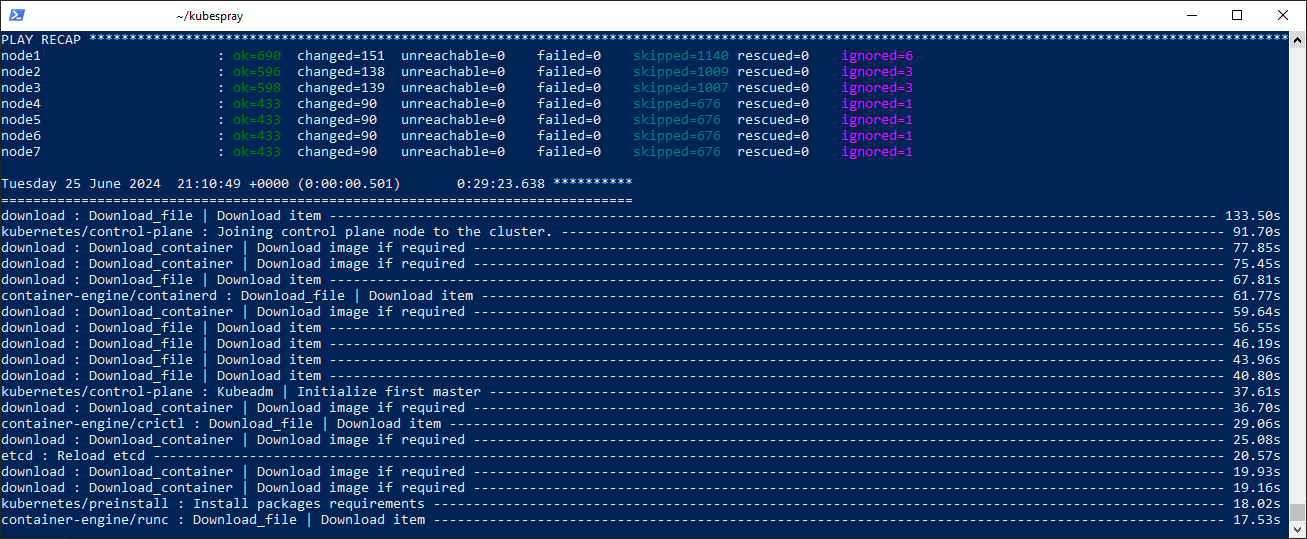 ~/kubespray
PLAY RECAP ******************************************************************************************************************************************************
node1 : ok=690 changed=151 unreachable=0 failed=0 skipped=1140 rescued=0 ignored=6
node2 : ok=596 changed=138 unreachable=0 failed=0 skipped=1009 rescued=0 ignored=3
node3 : ok=598 changed=139 unreachable=0 failed=0 skipped=1007 rescued=0 ignored=3
node4 : ok=433 changed=90 unreachable=0 failed=0 skipped=676 rescued=0 ignored=1
node5 : ok=433 changed=90 unreachable=0 failed=0 skipped=676 rescued=0 ignored=1
node6 : ok=433 changed=90 unreachable=0 failed=0 skipped=676 rescued=0 ignored=1
node7 : ok=433 changed=90 unreachable=0 failed=0 skipped=676 rescued=0 ignored=1
Tuesday 25 June 2024 21:10:49 +0000 (0:00:00.501) 0:29:23.638 **********
===============================================================================
download : Download_file | Download item --------------------------------------------------------------------------------------------------------------- 133.50s
kubernetes/control-plane : Joining control plane node to the cluster. ----------------------------------------------------------------------------------- 91.70s
download : Download_container | Download image if required ---------------------------------------------------------------------------------------------- 77.85s
download : Download_container | Download image if required ---------------------------------------------------------------------------------------------- 75.45s
download : Download_file | Download item ---------------------------------------------------------------------------------------------------------------- 67.81s
container-engine/containerd : Download_file | Download item --------------------------------------------------------------------------------------------- 61.77s
download : Download_container | Download image if required ---------------------------------------------------------------------------------------------- 59.64s
download : Download_file | Download item ---------------------------------------------------------------------------------------------------------------- 56.55s
download : Download_file | Download item ---------------------------------------------------------------------------------------------------------------- 46.19s
download : Download_file | Download item ---------------------------------------------------------------------------------------------------------------- 43.96s
download : Download_file | Download item ---------------------------------------------------------------------------------------------------------------- 40.80s
kubernetes/control-plane : Kubeadm | Initialize first master -------------------------------------------------------------------------------------------- 37.61s
download : Download_container | Download image if required ---------------------------------------------------------------------------------------------- 36.70s
container-engine/crictl : Download_file | Download item ------------------------------------------------------------------------------------------------- 29.06s
download : Download_container | Download image if required ---------------------------------------------------------------------------------------------- 25.08s
etcd : Reload etcd -------------------------------------------------------------------------------------------------------------------------------------- 20.57s
download : Download_container | Download image if required ---------------------------------------------------------------------------------------------- 19.93s
download : Download_container | Download image if required ---------------------------------------------------------------------------------------------- 19.16s
kubernetes/preinstall : Install packages requirements --------------------------------------------------------------------------------------------------- 18.02s
container-engine/runc : Download_file | Download item --------------------------------------------------------------------------------------------------- 17.53s